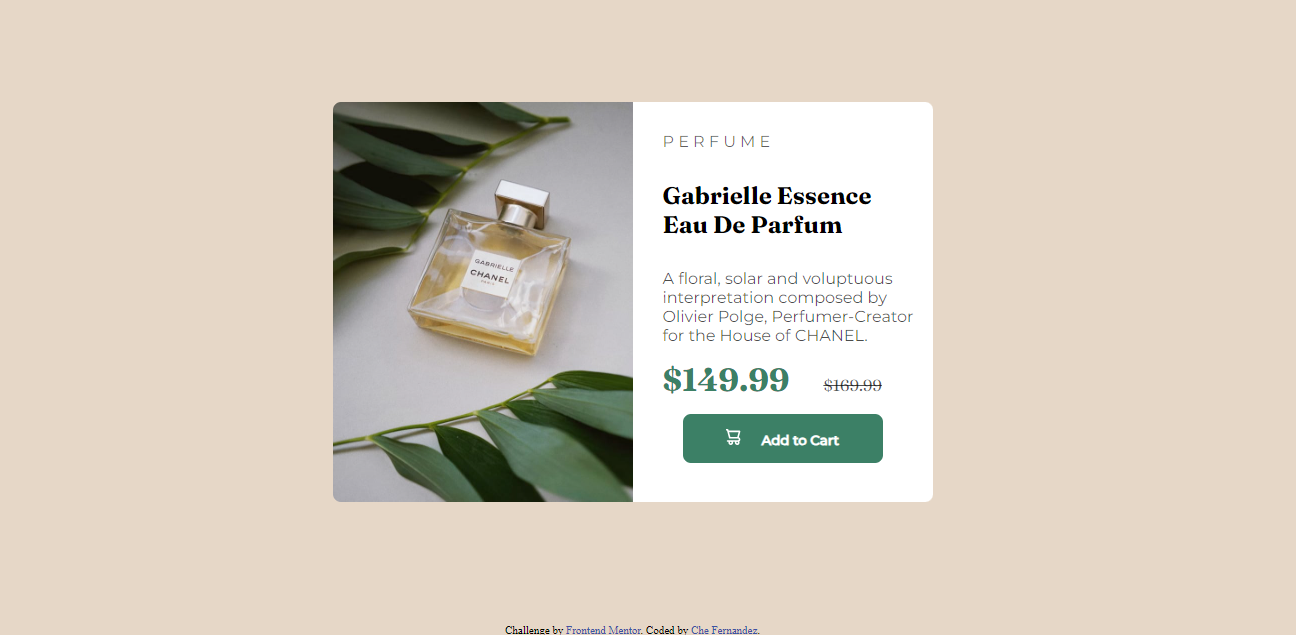 PERFUME
Gabrielle Essence
Eau De Parfum
A floral, solar and voluptuous
interpretation composed by
Olivier Polge, Perfumer-Creator
for the House of CHANEL.
$149.99 $169.99
Add to Cart
GABRIELLE
CHANEL
PARIS
Challenge by Frontend Mentor. Coded by Che Fernandez.